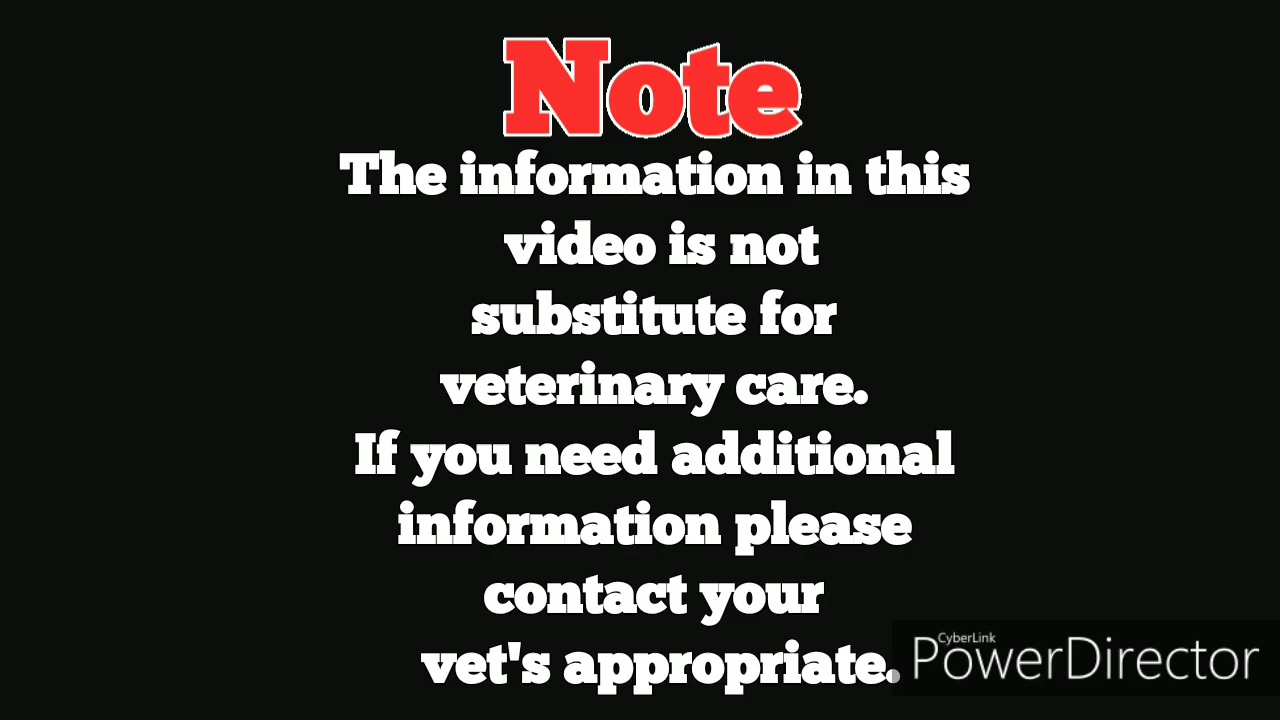 Note
The information in this
video is not
substitute for
veterinary care.
If you need additional
information please
contact your
vet's appropriate.
CyberLink
PowerDirector